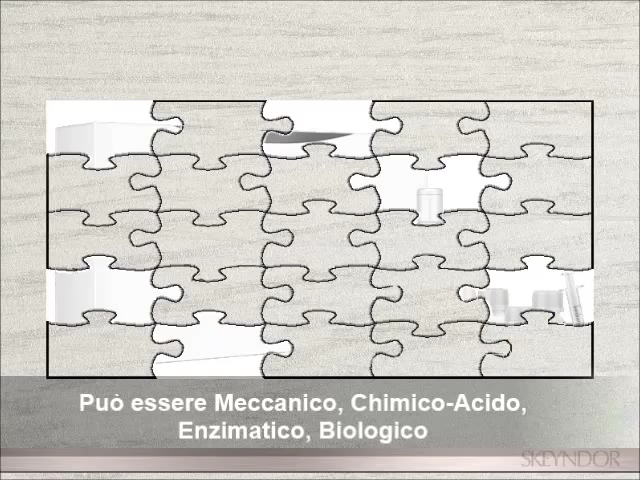 Può essere Meccanico, Chimico-Acido,
Enzimatico, Biologico
SKEYNDOR